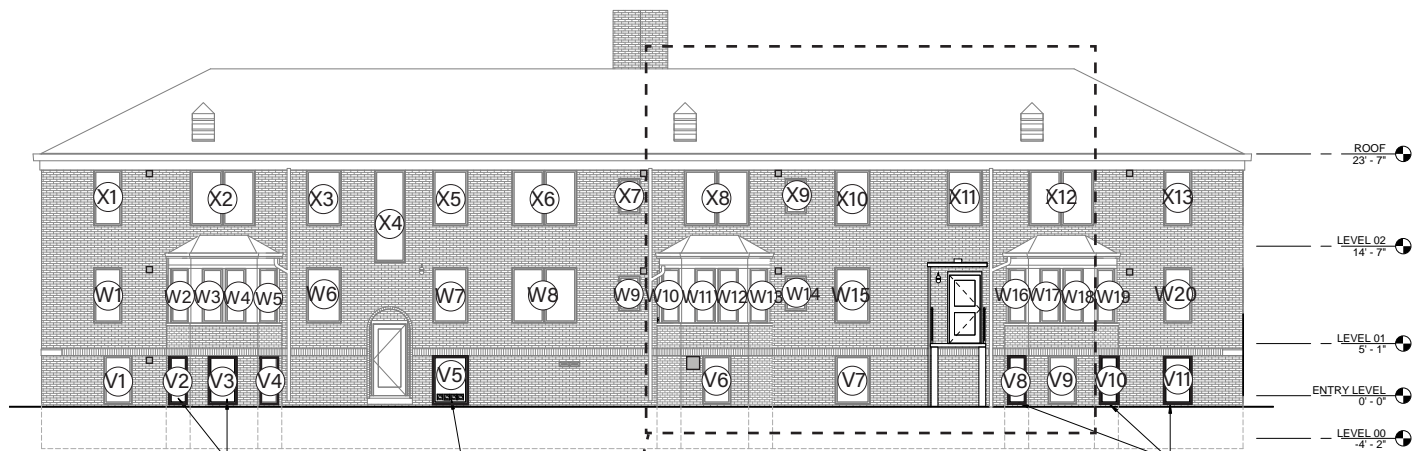 ROOF
23' - 7"
X1 X2 X3 X4 X5 X6 X7 X8 X9 X10 X11 X12 X13
LEVEL 02
14' - 7"
W1 W2 W3 W4 W5 W6 W7 W8 W9 W10 W11 W12 W13 W14 W15 W16 W17 W18 W19 W20
LEVEL 01
5' - 1"
V1 V2 V3 V4 V5 V6 V7 V8 V9 V10 V11
ENTRY LEVEL
0' - 0"
LEVEL 00
-4' - 2"